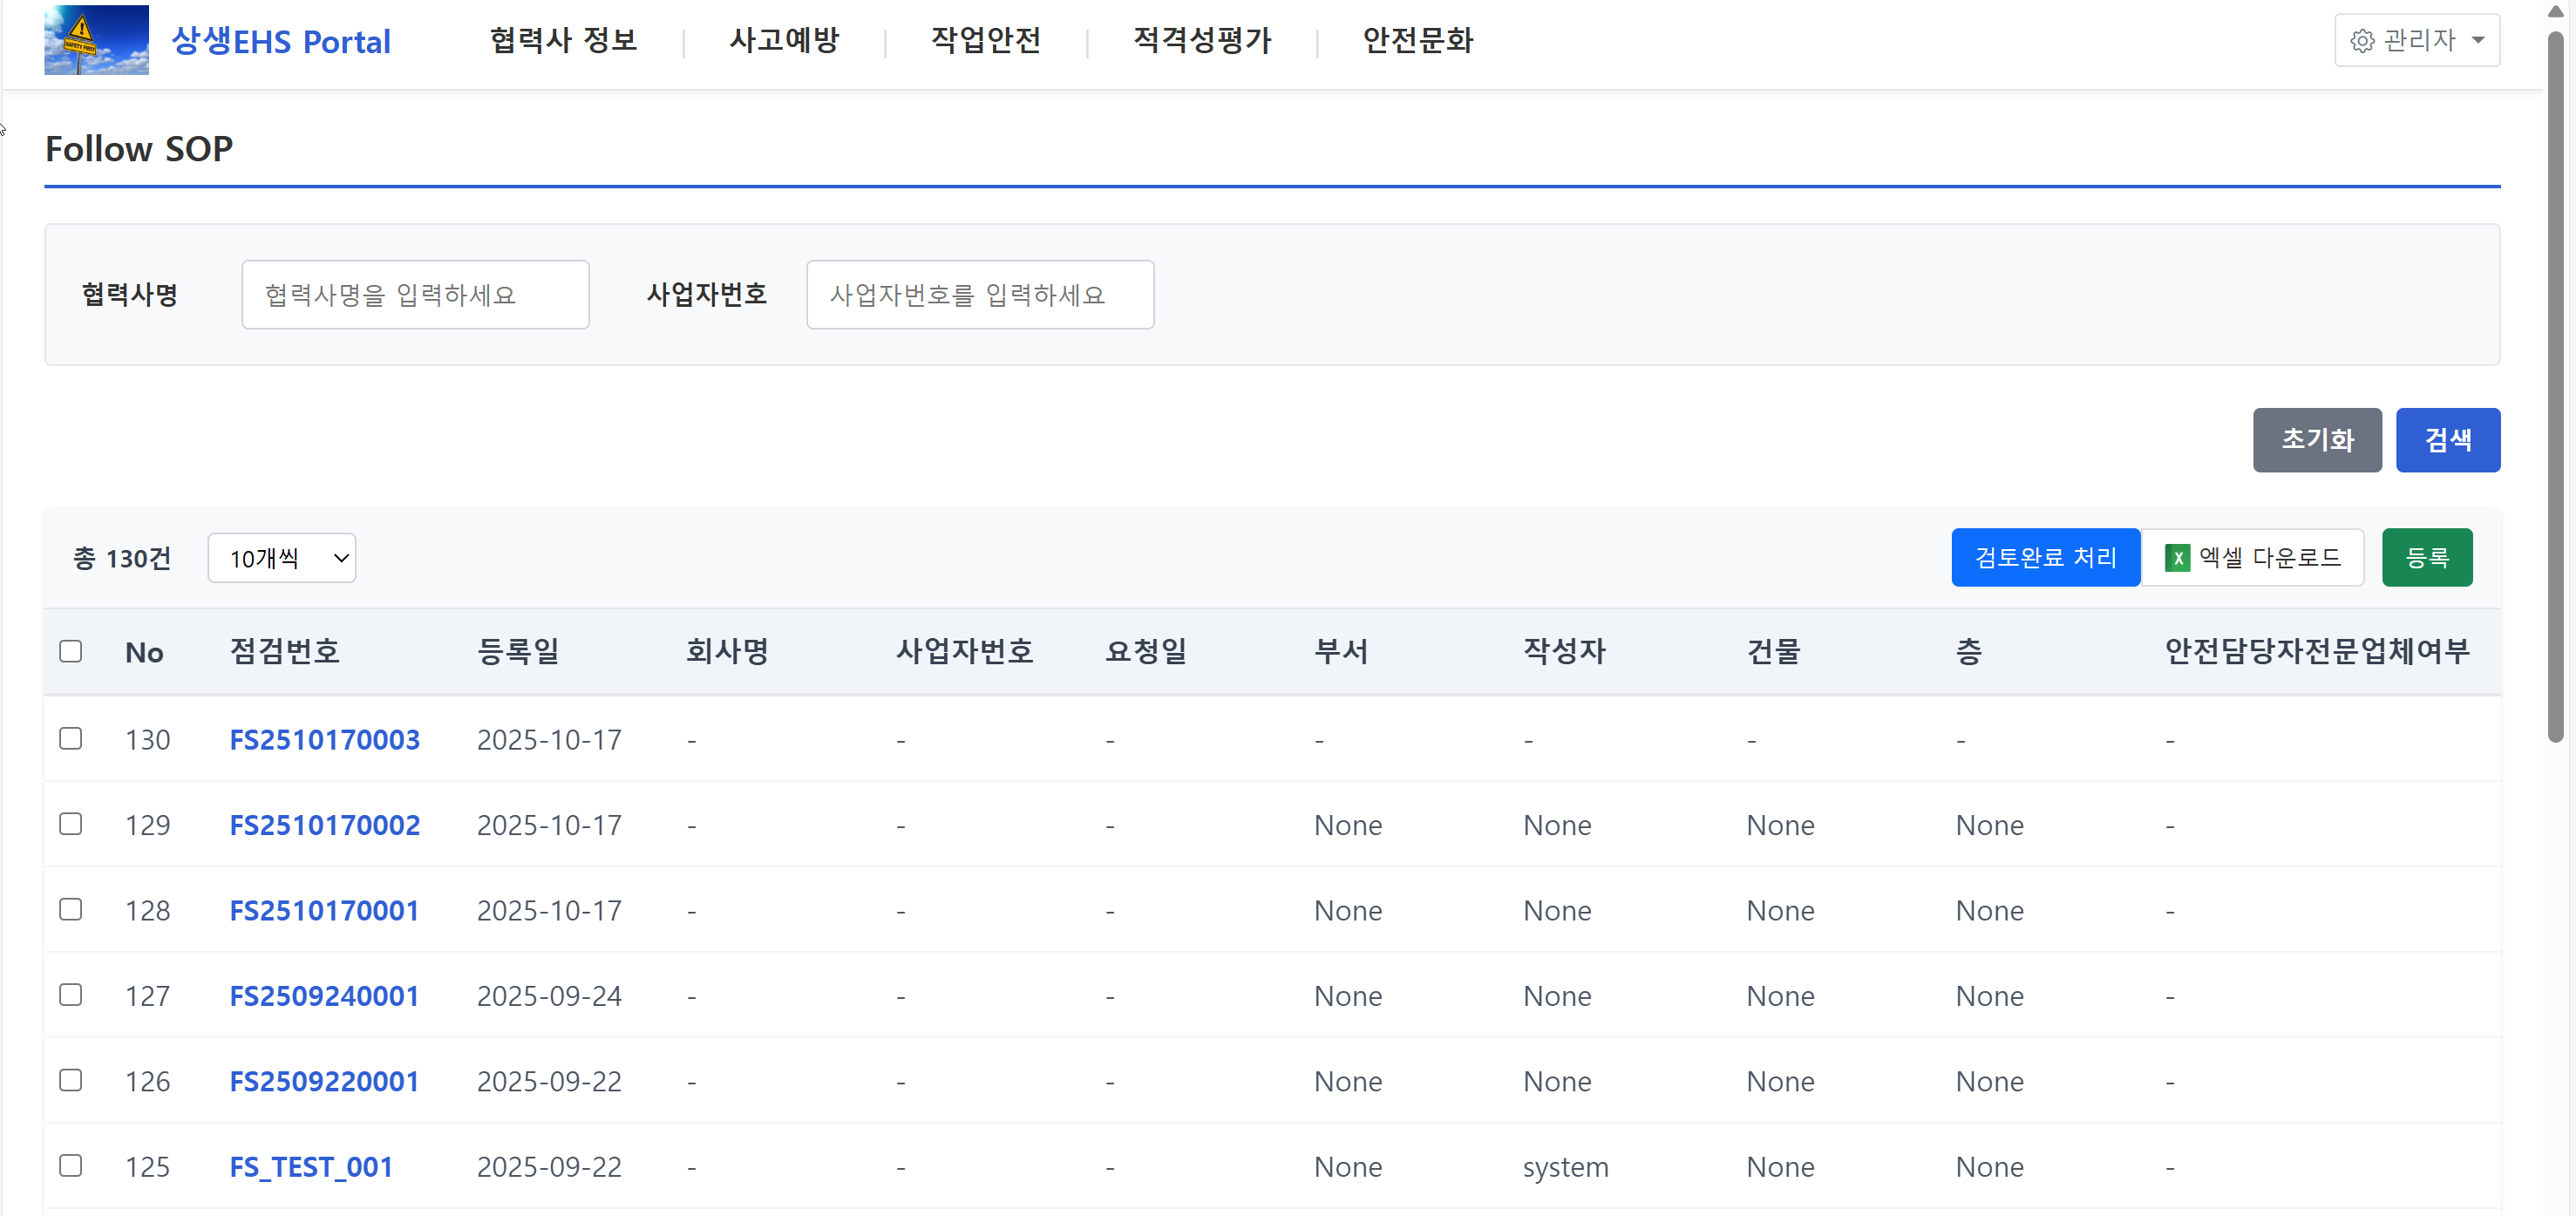 SAFETY FIRST
상생EHS Portal 협력사 정보 | 사고예방 | 작업안전 | 적격성평가 | 안전문화 관리자
Follow SOP
협력사명 협력사명을 입력하세요 사업자번호 사업자번호를 입력하세요
초기화 검색
총 130건 10개씩 검토완료 처리 X 엑셀 다운로드 등록
No 점검번호 등록일 회사명 사업자번호 요청일 부서 작성자 건물 층 안전담당자전문업체여부
130 FS2510170003 2025-10-17 - - - - - - - -
129 FS2510170002 2025-10-17 - - - None None None None -
128 FS2510170001 2025-10-17 - - - None None None None -
127 FS2509240001 2025-09-24 - - - None None None None -
126 FS2509220001 2025-09-22 - - - None None None None -
125 FS_TEST_001 2025-09-22 - - - None system None None -